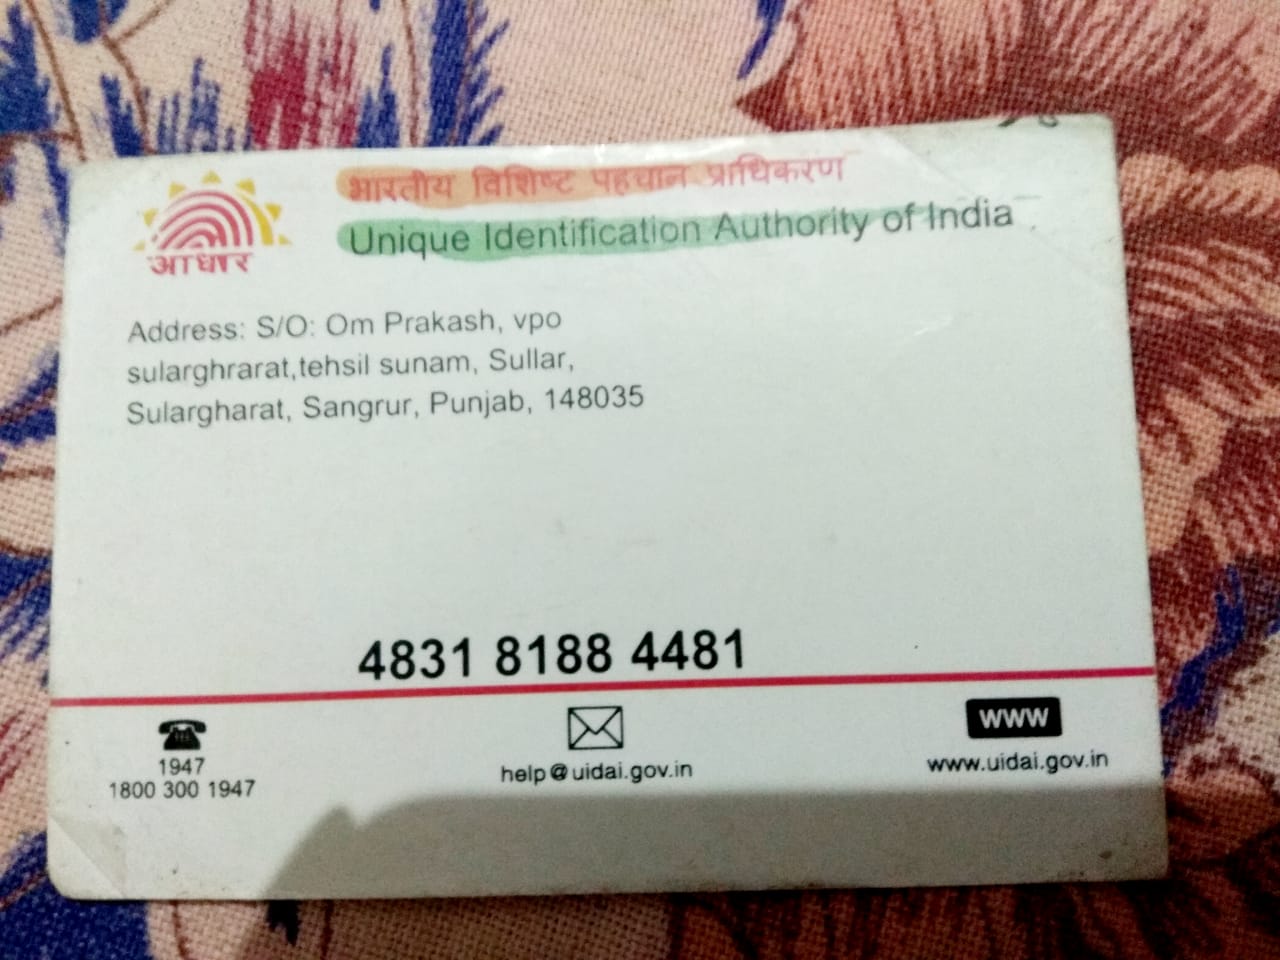 भारतीय विशिष्ट पहचान प्राधिकरण
Unique Identification Authority of India
आधार
Address: S/O: Om Prakash, vpo
sularghrarat,tehsil sunam, Sullar,
Sulargharat, Sangrur, Punjab, 148035
4831 8188 4481
1947
1800 300 1947
help@uidai.gov.in
WWW
www.uidai.gov.in